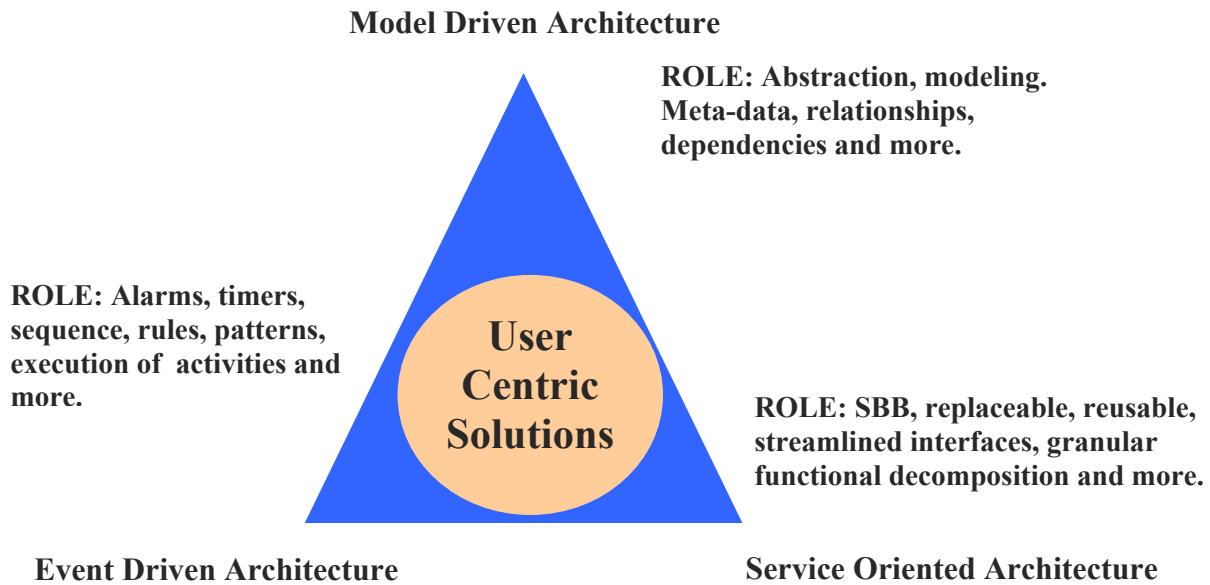 Model Driven Architecture
ROLE: Abstraction, modeling.
Meta-data, relationships,
dependencies and more.
ROLE: Alarms, timers,
sequence, rules, patterns,
execution of activities and
more.
User
Centric
Solutions
ROLE: SBB, replaceable, reusable,
streamlined interfaces, granular
functional decomposition and more.
Event Driven Architecture
Service Oriented Architecture